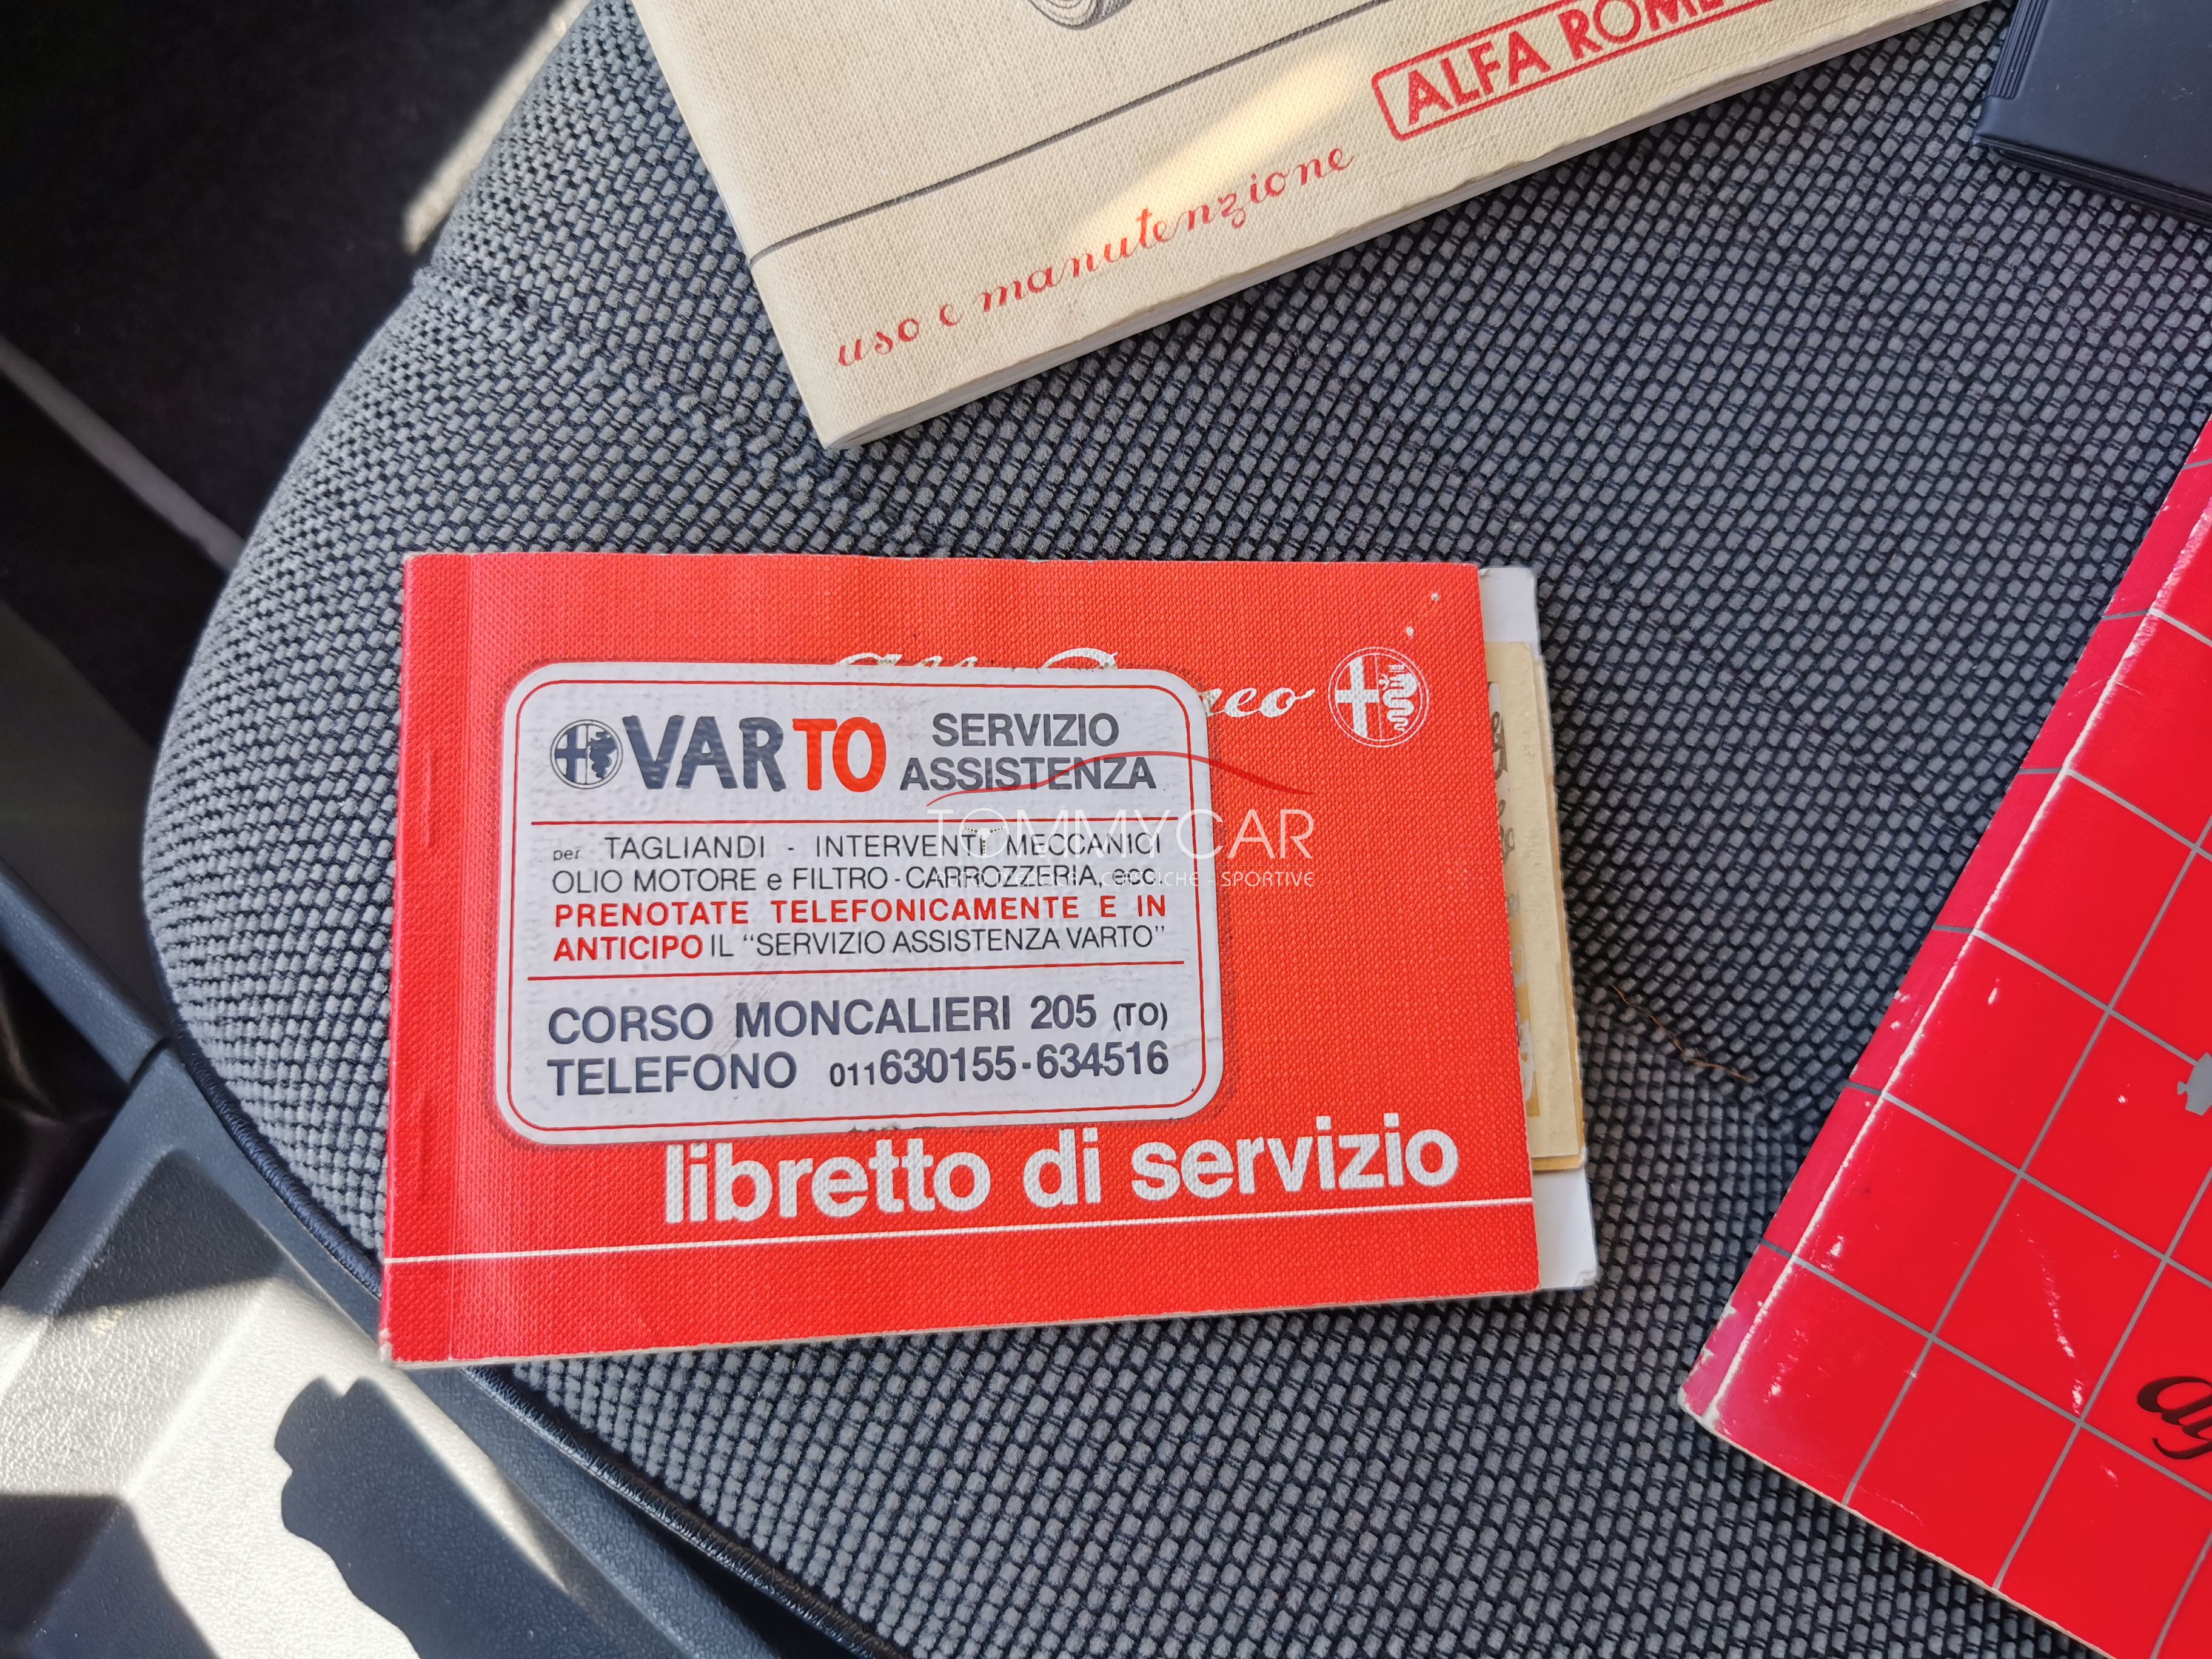 ALFA
uso e manutenzione
VARTO SERVIZIO
ASSISTENZA
per TAGLIANDI - INTERVENTI MECCANICI
OLIO MOTORE e FILTRO - CARROZZERIA, ecc.
PRENOTATE TELEFONICAMENTE E IN
ANTICIPO IL "SERVIZIO ASSISTENZA VARTO"
CORSO MONCALIERI 205 (TO)
TELEFONO 011630155-634516
libretto di servizio
TOMMYCAR
SPORTIVE